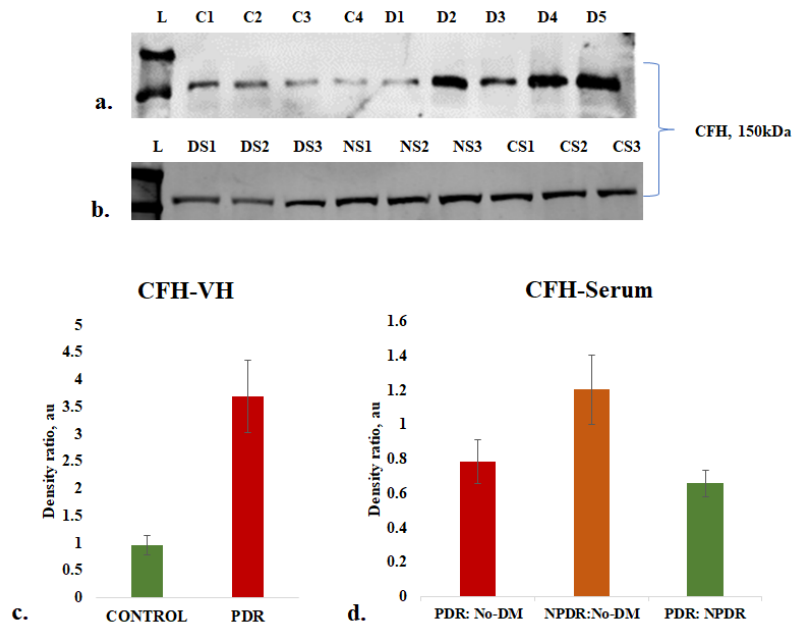 L C1 C2 C3 C4 D1 D2 D3 D4 D5
a.
CFH, 150kDa
L DS1 DS2 DS3 NS1 NS2 NS3 CS1 CS2 CS3
b.
CFH-VH
5
4.5
4
3.5
3
2.5
2
1.5
1
0.5
0
Density ratio, au
CONTROL PDR
c.
CFH-Serum
1.6
1.4
1.2
1
0.8
0.6
0.4
0.2
0
Density ratio, au
PDR: No-DM NPDR:No-DM PDR: NPDR
d.